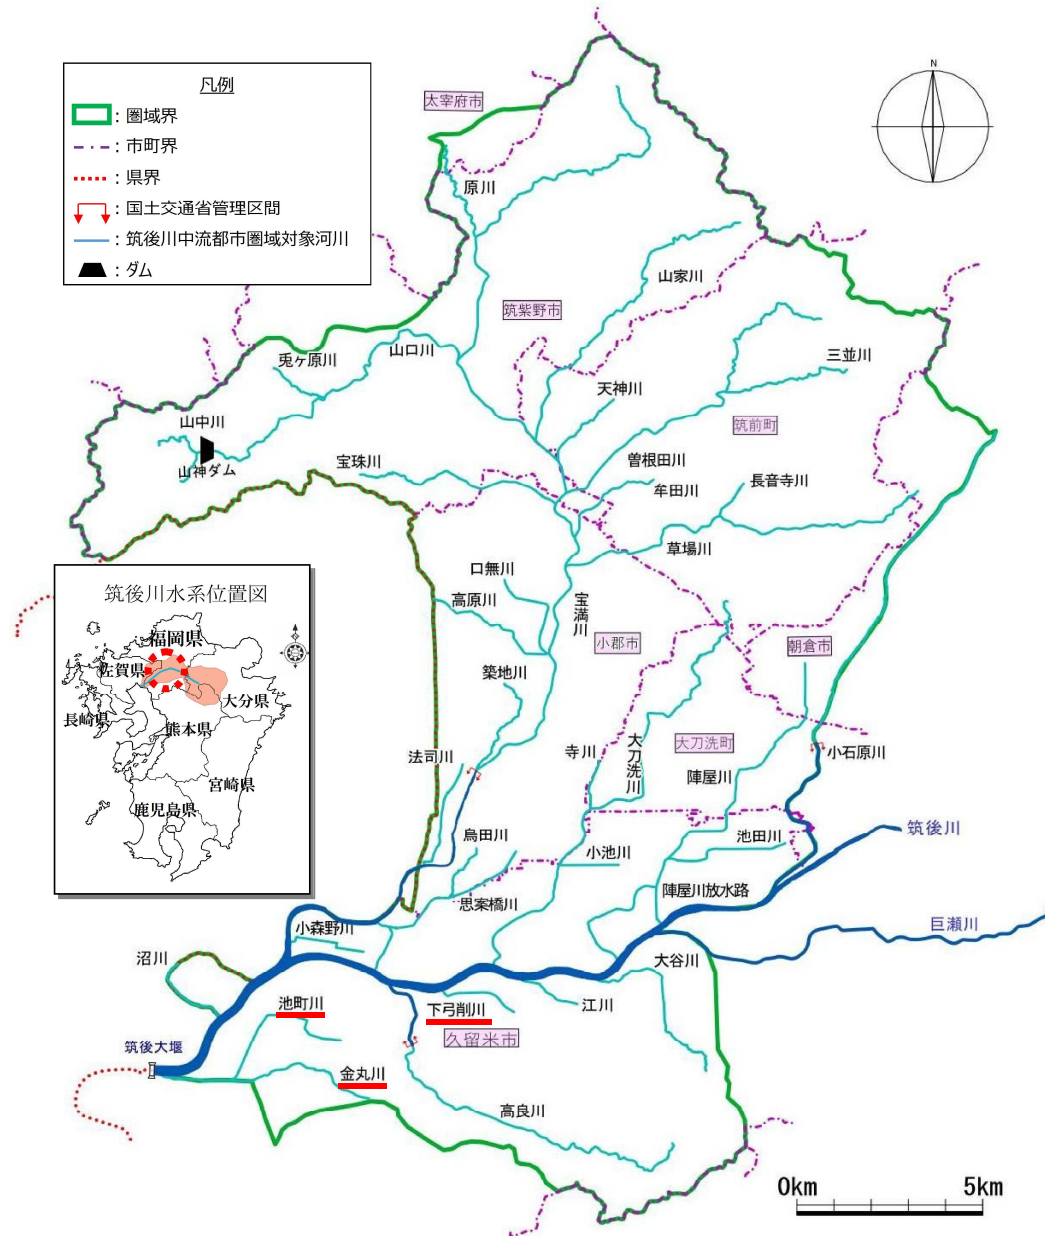 凡例
：圏域界
：市町界
：県界
：国土交通省管理区間
：筑後川中流都市圏域対象河川
：ダム
N
太宰府市
原川
山家川
筑紫野市
山口川
兎ヶ原川
三並川
天神川
山中川
筑前町
山神ダム
宝珠川
曽根田川
牟田川
長音寺川
草場川
口無川
高原川
宝満川
小郡市
朝倉市
築地川
筑後川水系位置図
福岡県
佐賀県
大分県
長崎県
熊本県
宮崎県
鹿児島県
法司川
寺川
大刀洗川
大刀洗町
陣屋川
小石原川
筑後川
烏田川
小池川
池田川
思案橋川
陣屋川放水路
小森野川
巨瀬川
沼川
大谷川
池町川
下弓削川
江川
久留米市
筑後大堰
金丸川
高良川
0km
5km